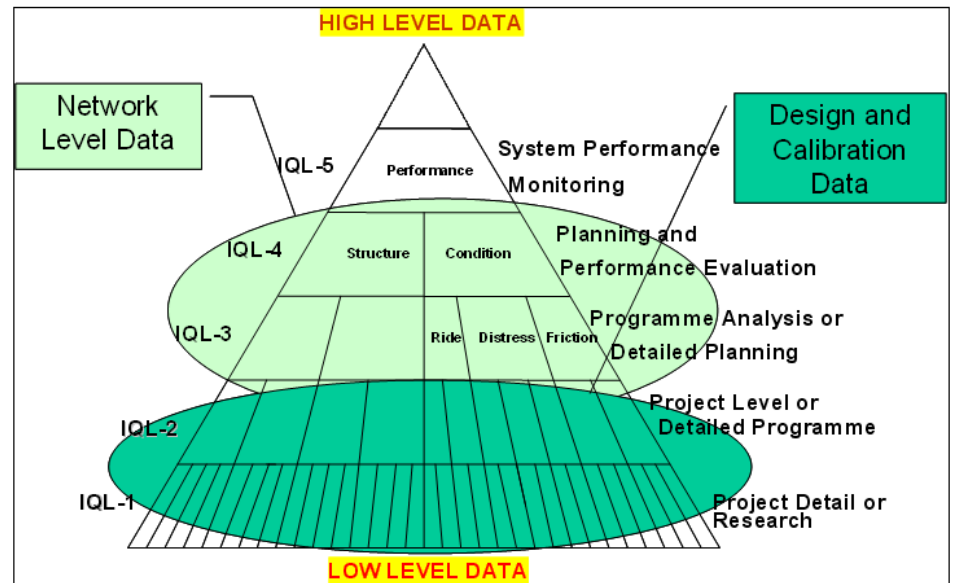 HIGH LEVEL DATA
Network
Level Data
Design and
Calibration
Data
IQL-5
Performance
System Performance
Monitoring
IQL-4
Structure
Condition
Planning and
Performance Evaluation
IQL-3
Ride
Distress
Friction
Programme Analysis or
Detailed Planning
IQL-2
Project Level or
Detailed Programme
IQL-1
Project Detail or
Research
LOW LEVEL DATA